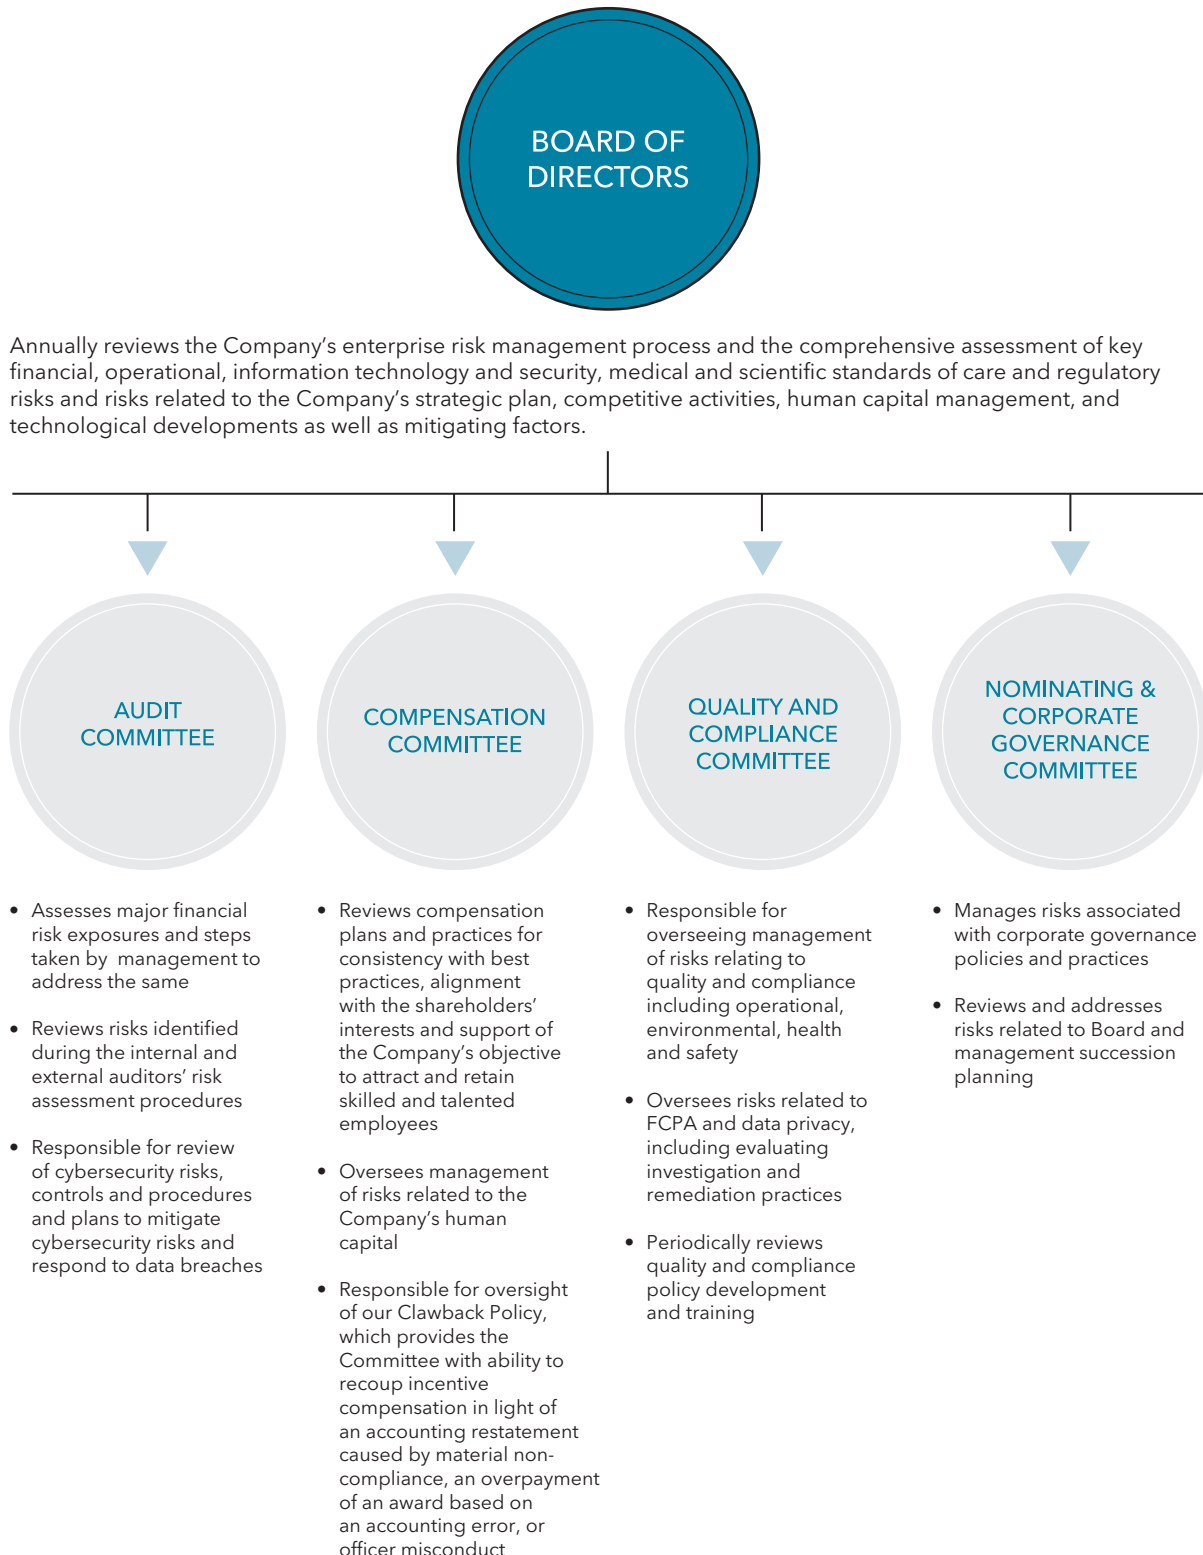 BOARD OF
DIRECTORS
Annually reviews the Company’s enterprise risk management process and the comprehensive assessment of key
financial, operational, information technology and security, medical and scientific standards of care and regulatory
risks and risks related to the Company’s strategic plan, competitive activities, human capital management, and
technological developments as well as mitigating factors.
AUDIT
COMMITTEE
• Assesses major financial
risk exposures and steps
taken by  management to
address the same
• Reviews risks identified
during the internal and
external auditors’ risk
assessment procedures
• Responsible for review
of cybersecurity risks,
controls and procedures
and plans to mitigate
cybersecurity risks and
respond to data breaches
COMPENSATION
COMMITTEE
• Reviews compensation
plans and practices for
consistency with best
practices, alignment
with the shareholders’
interests and support of
the Company’s objective
to attract and retain
skilled and talented
employees
• Oversees management
of risks related to the
Company’s human
capital
• Responsible for oversight
of our Clawback Policy,
which provides the
Committee with ability to
recoup incentive
compensation in light of
an accounting restatement
caused by material non-
compliance, an overpayment
of an award based on
an accounting error, or
officer misconduct
QUALITY AND
COMPLIANCE
COMMITTEE
• Responsible for
overseeing management
of risks relating to
quality and compliance
including operational,
environmental, health
and safety
• Oversees risks related to
FCPA and data privacy,
including evaluating
investigation and
remediation practices
• Periodically reviews
quality and compliance
policy development
and training
NOMINATING &
CORPORATE
GOVERNANCE
COMMITTEE
• Manages risks associated
with corporate governance
policies and practices
• Reviews and addresses
risks related to Board and
management succession
planning